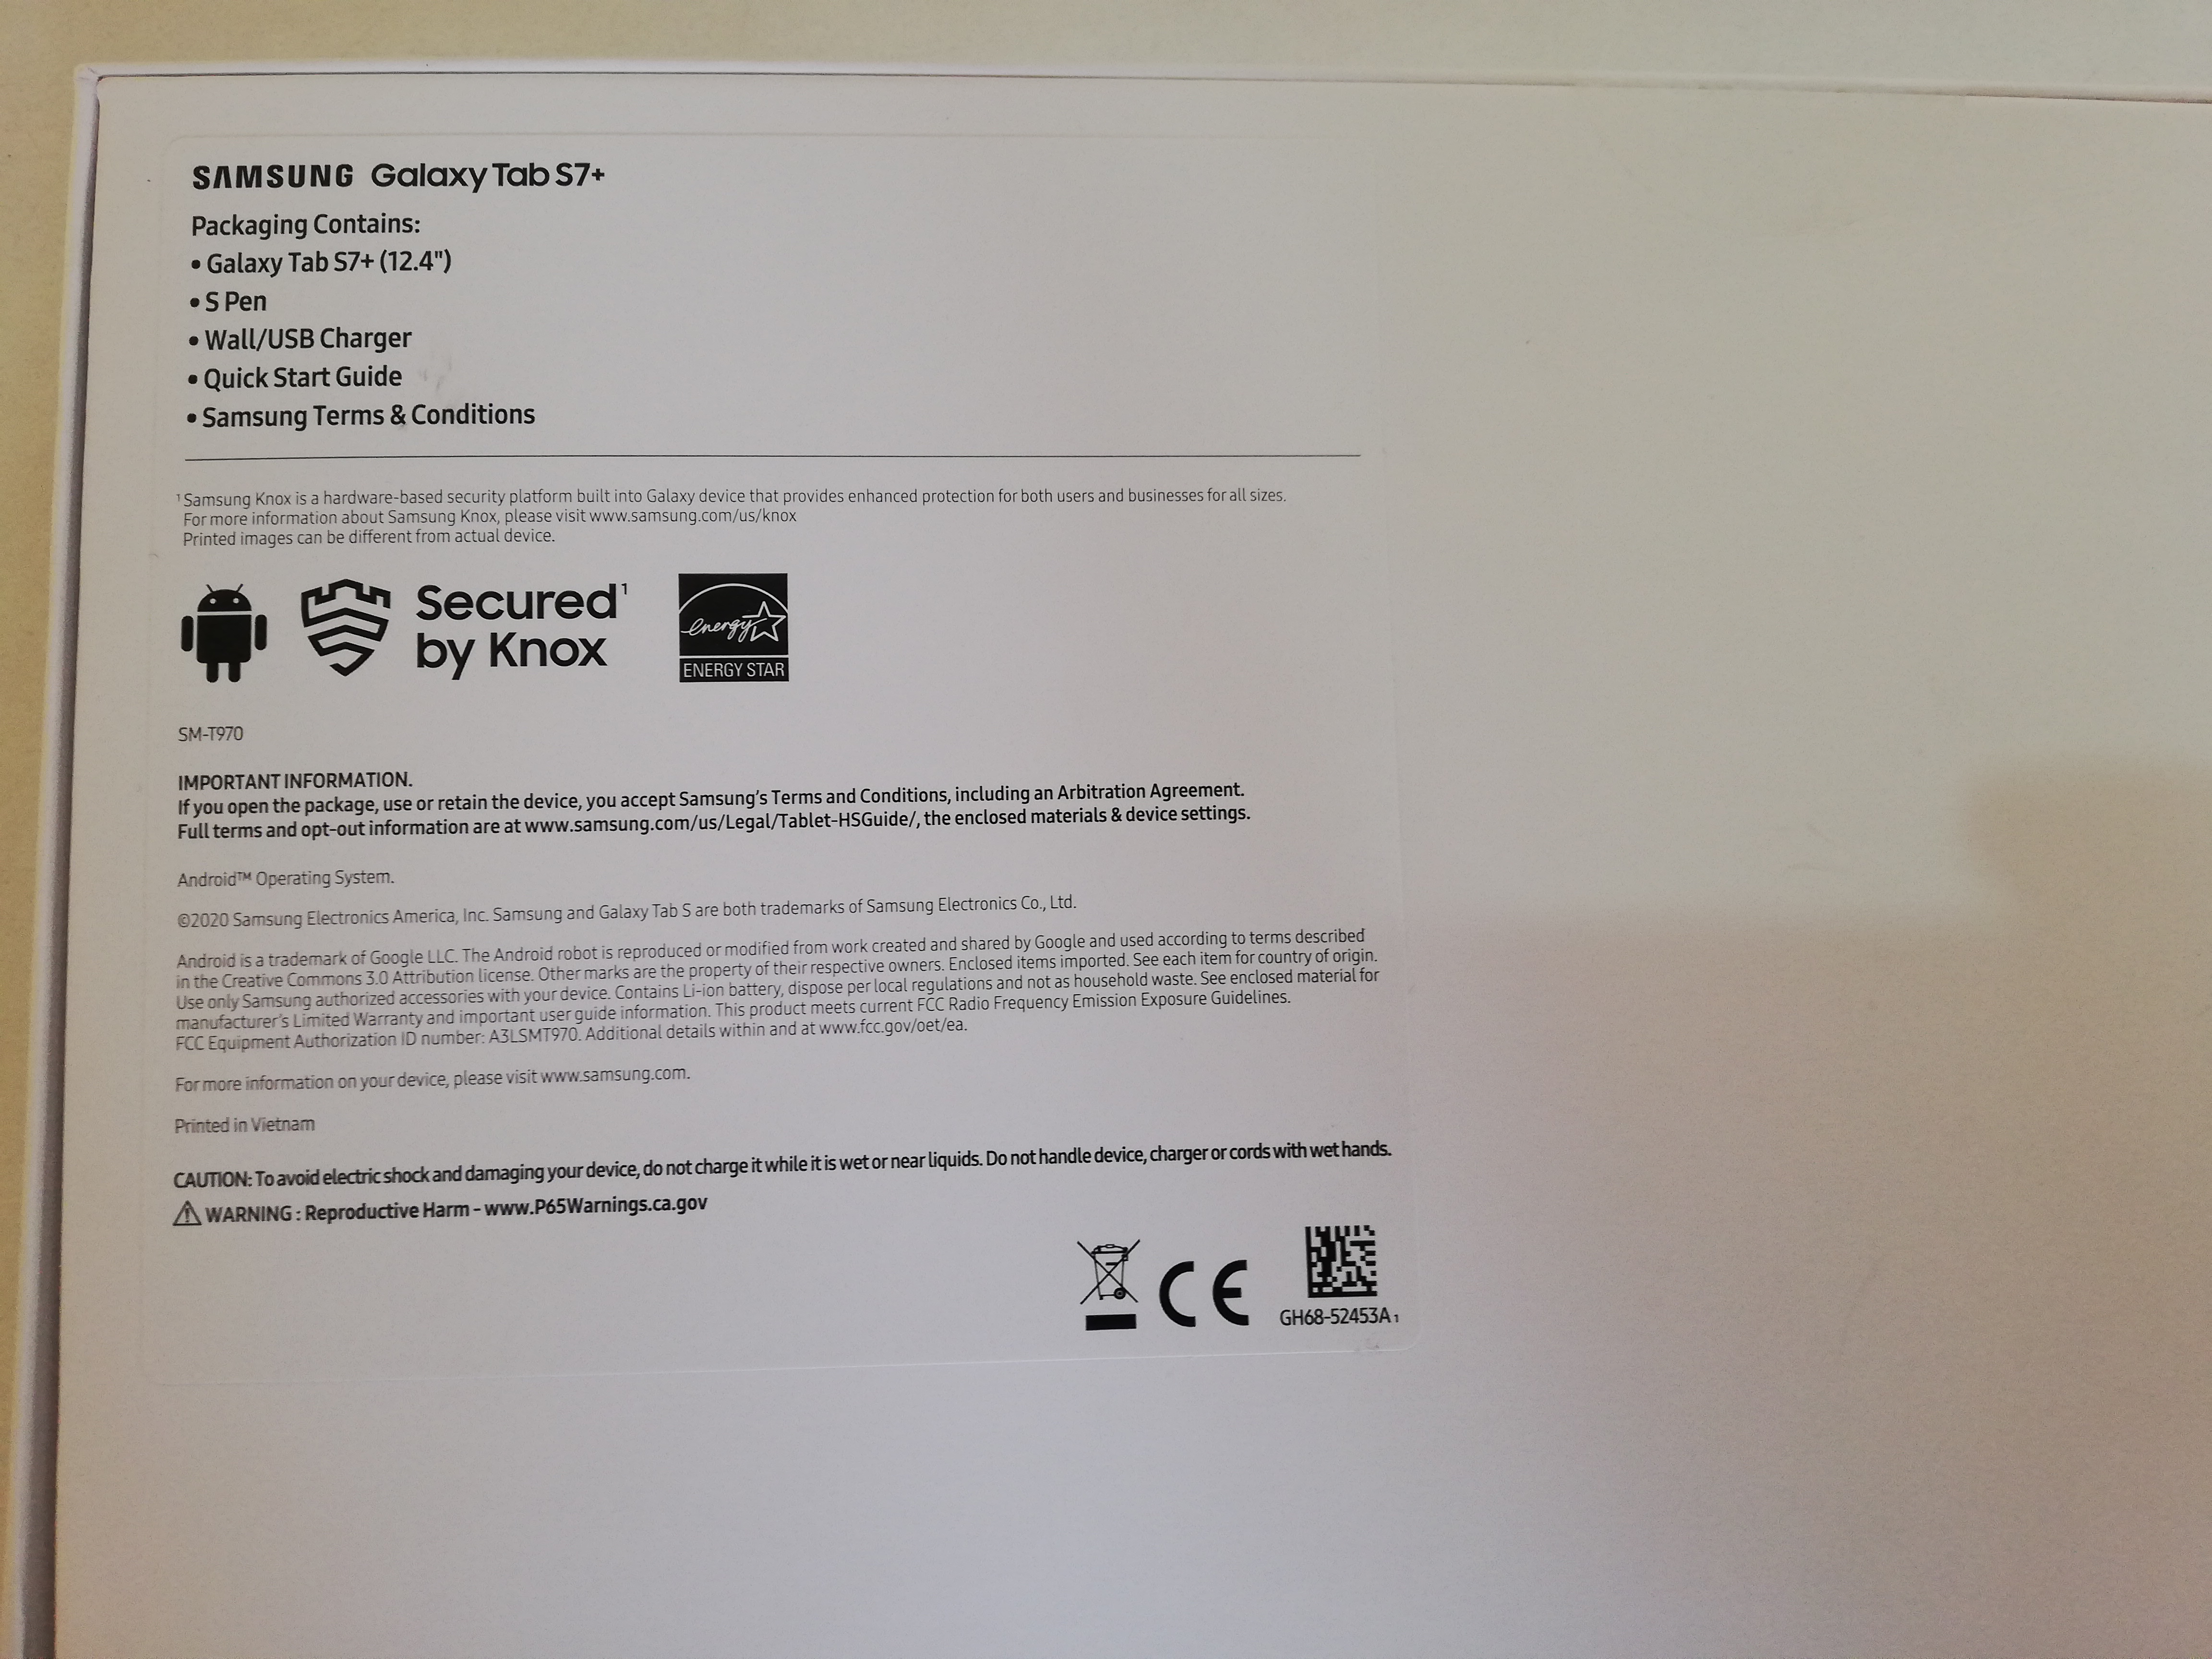 SAMSUNG Galaxy Tab S7+
Packaging Contains:
• Galaxy Tab S7+ (12.4")
• S Pen
• Wall/USB Charger
• Quick Start Guide
• Samsung Terms & Conditions
¹ Samsung Knox is a hardware-based security platform built into Galaxy device that provides enhanced protection for both users and businesses for all sizes.
For more information about Samsung Knox, please visit www.samsung.com/us/knox
Printed images can be different from actual device.
Secured¹
by Knox
energy
ENERGY STAR
SM-T970
IMPORTANT INFORMATION.
If you open the package, use or retain the device, you accept Samsung's Terms and Conditions, including an Arbitration Agreement.
Full terms and opt-out information are at www.samsung.com/us/Legal/Tablet-HSGuide/, the enclosed materials & device settings.
Android™ Operating System.
©2020 Samsung Electronics America, Inc. Samsung and Galaxy Tab S are both trademarks of Samsung Electronics Co., Ltd.
Android is a trademark of Google LLC. The Android robot is reproduced or modified from work created and shared by Google and used according to terms described
in the Creative Commons 3.0 Attribution license. Other marks are the property of their respective owners. Enclosed items imported. See each item for country of origin.
Use only Samsung authorized accessories with your device. Contains Li-ion battery, dispose per local regulations and not as household waste. See enclosed material for
manufacturer's Limited Warranty and important user guide information. This product meets current FCC Radio Frequency Emission Exposure Guidelines.
FCC Equipment Authorization ID number: A3LSMT970. Additional details within and at www.fcc.gov/oet/ea.
For more information on your device, please visit www.samsung.com.
Printed in Vietnam
CAUTION: To avoid electric shock and damaging your device, do not charge it while it is wet or near liquids. Do not handle device, charger or cords with wet hands.
WARNING : Reproductive Harm - www.P65Warnings.ca.gov
CE
GH68-52453A 1